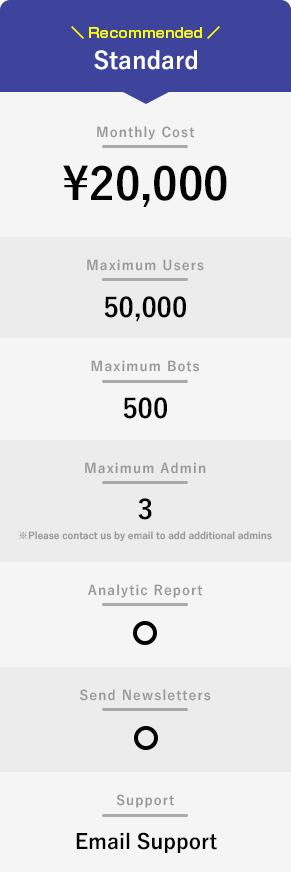 \ Recommended /
Standard
Monthly Cost
¥20,000
Maximum Users
50,000
Maximum Bots
500
Maximum Admin
3
※Please contact us by email to add additional admins
Analytic Report
○
Send Newsletters
○
Support
Email Support